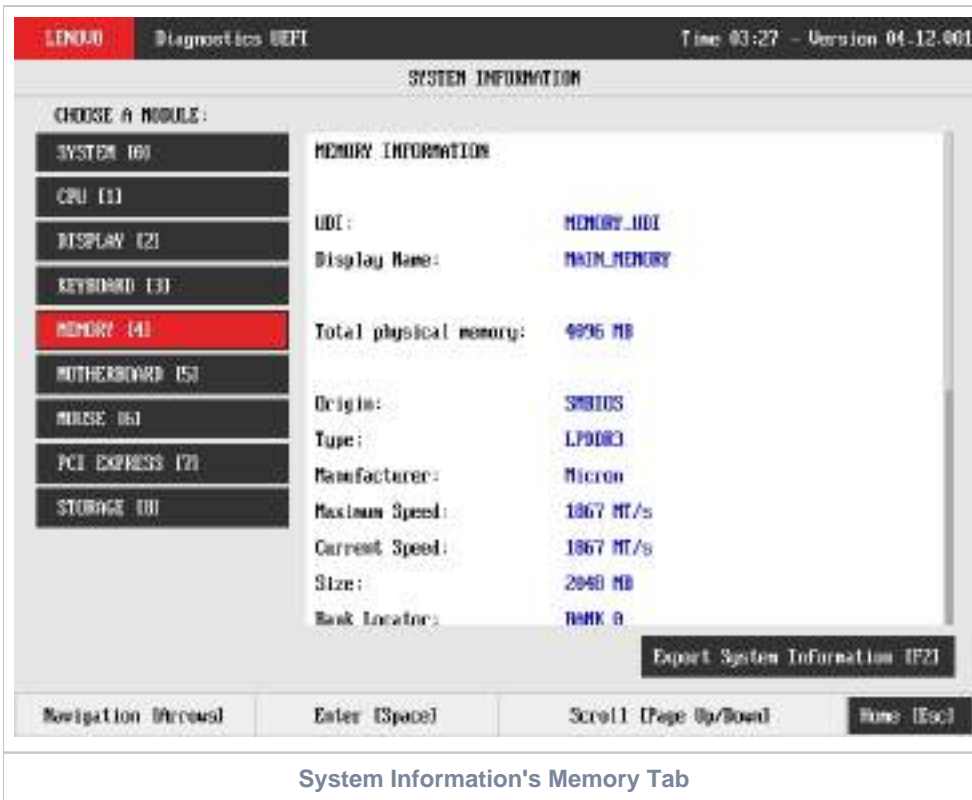 LENOVO Diagnostics UEFI Time 03:27 - Version 04.12.001
SYSTEM INFORMATION
CHOOSE A MODULE:
SYSTEM [0]
CPU [1]
DISPLAY [2]
KEYBOARD [3]
MEMORY [4]
MOTHERBOARD [5]
MOUSE [6]
PCI EXPRESS [7]
STORAGE [8]
MEMORY INFORMATION
UDI: MEMORY_UDI
Display Name: MAIN_MEMORY
Total physical memory: 4096 MB
Origin: SMBIOS
Type: LPDDR3
Manufacturer: Micron
Maximum Speed: 1867 MT/s
Current Speed: 1867 MT/s
Size: 2048 MB
Bank Locator: BANK 0
Export System Information [F2]
Navigation [Arrows] Enter [Space] Scroll [Page Up/Down] Home [Esc]
System Information's Memory Tab